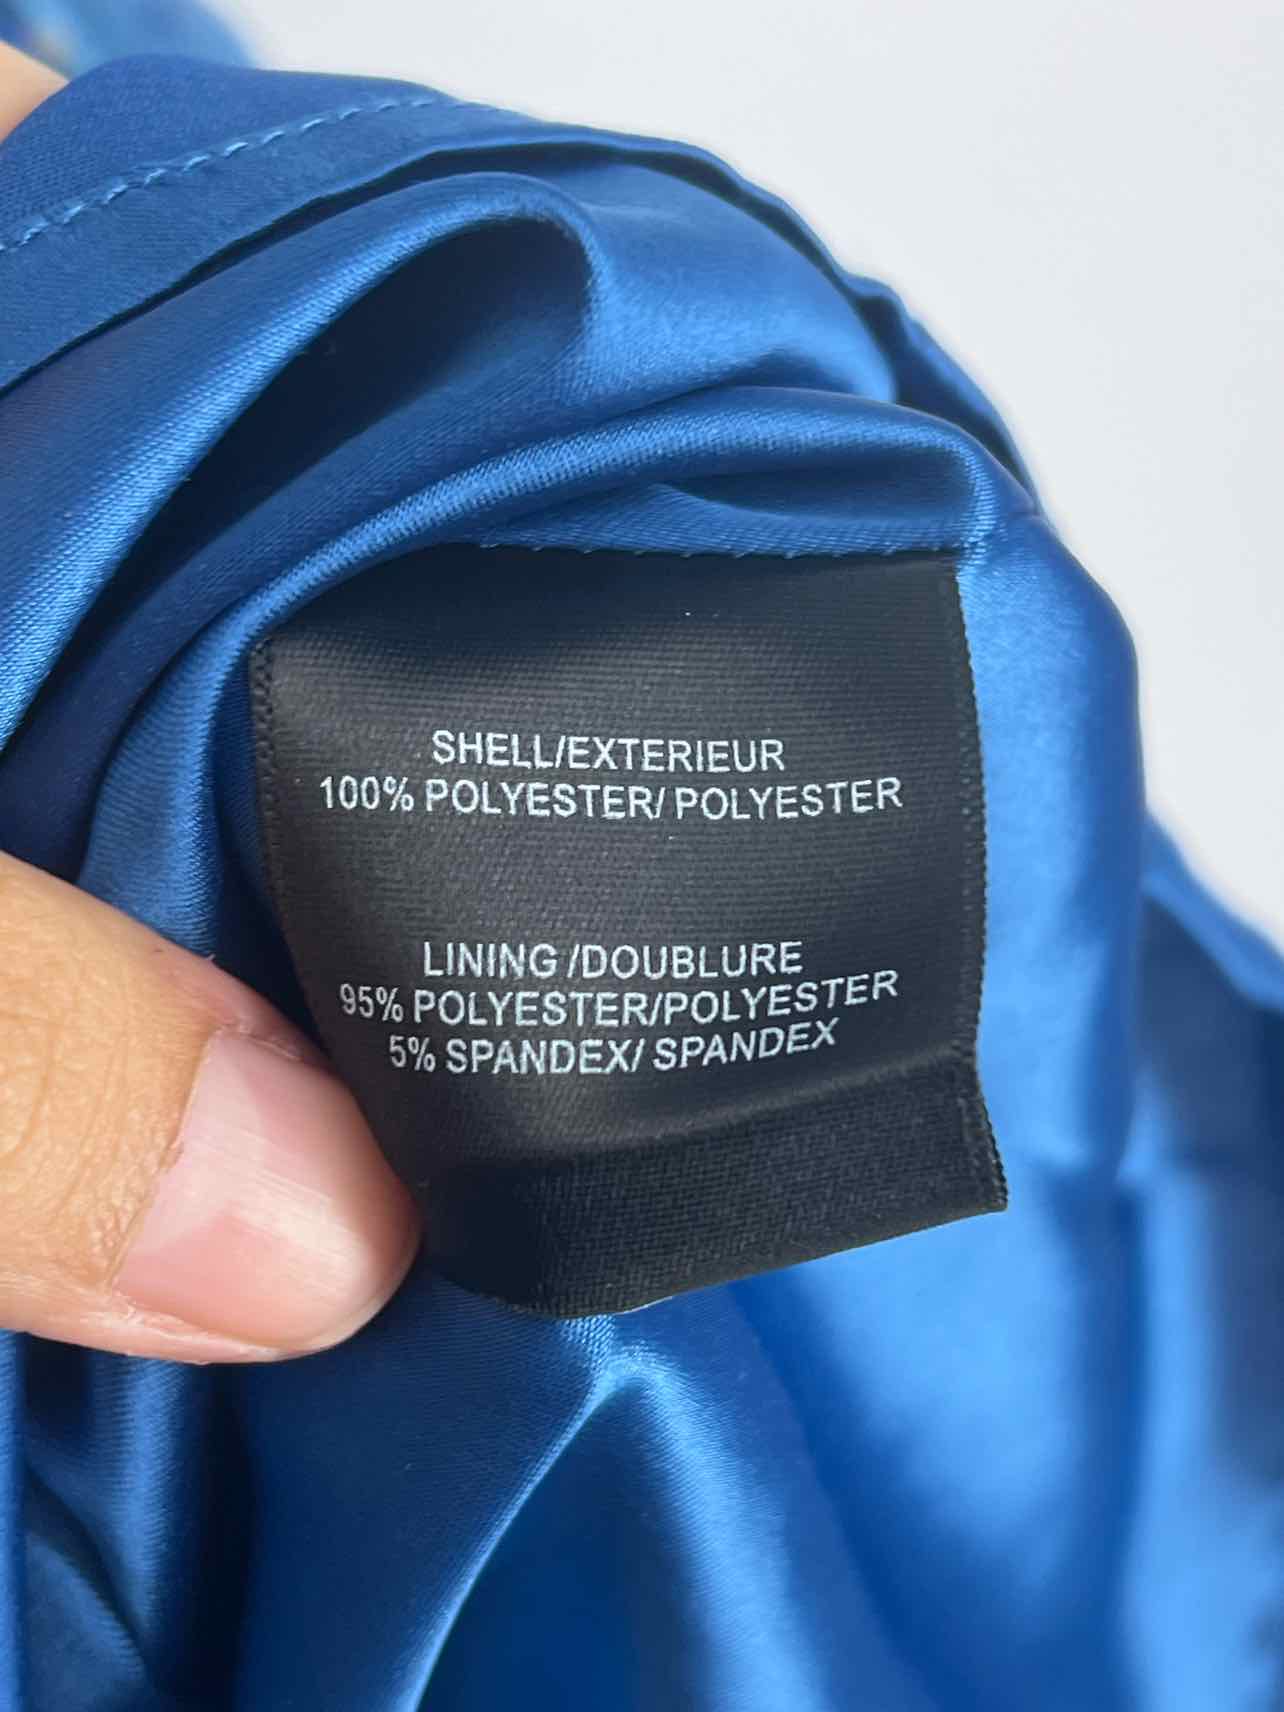 SHELL/EXTERIEUR
100% POLYESTER/ POLYESTER
LINING /DOUBLURE
95% POLYESTER/POLYESTER
5% SPANDEX/ SPANDEX